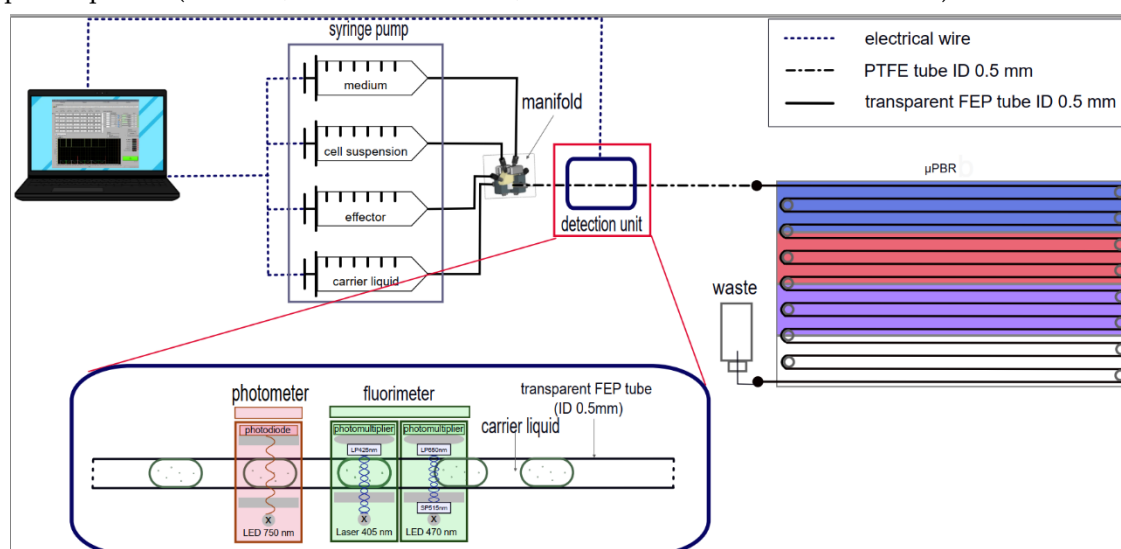 syringe pump
medium
cell suspension
effector
carrier liquid
manifold
detection unit
electrical wire
PTFE tube ID 0.5 mm
transparent FEP tube ID 0.5 mm
µPBR
waste
photometer
fluorimeter
transparent FEP tube
(ID 0.5mm)
carrier liquid
photodiode
photomultiplier
photomultiplier
LP425nm
SP515nm
X
X
X
LED 750 nm
Laser 405 nm
LED 470 nm